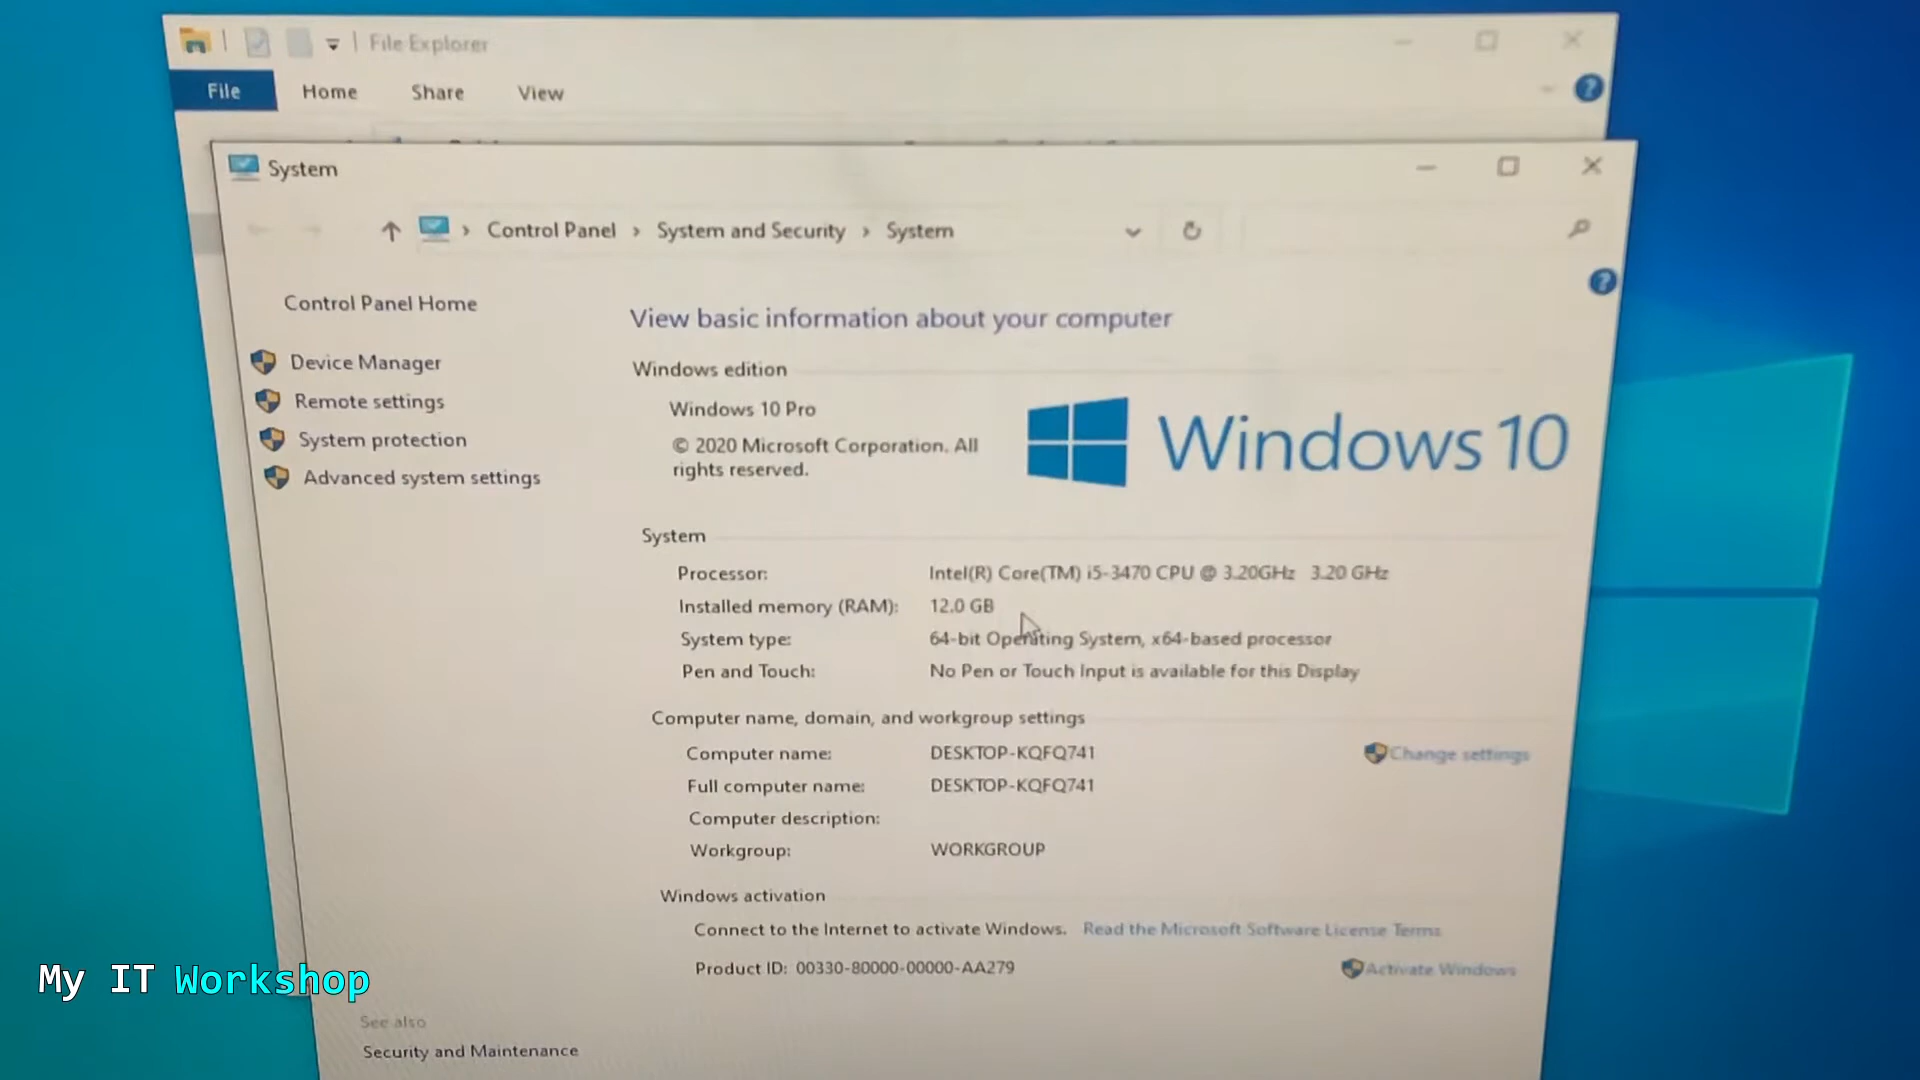 File Explorer
File Home Share View
System
Control Panel › System and Security › System
Control Panel Home
Device Manager
Remote settings
System protection
Advanced system settings
View basic information about your computer
Windows edition
Windows 10 Pro
© 2020 Microsoft Corporation. All
rights reserved.
Windows 10
System
Processor: Intel(R) Core(TM) i5-3470 CPU @ 3.20GHz 3.20 GHz
Installed memory (RAM): 12.0 GB
System type: 64-bit Operating System, x64-based processor
Pen and Touch: No Pen or Touch Input is available for this Display
Computer name, domain, and workgroup settings
Computer name: DESKTOP-KQFQ741
Change settings
Full computer name: DESKTOP-KQFQ741
Computer description:
Workgroup: WORKGROUP
Windows activation
Connect to the Internet to activate Windows. Read the Microsoft Software License Terms
Product ID: 00330-80000-00000-AA279
Activate Windows
See also
Security and Maintenance
My IT Workshop